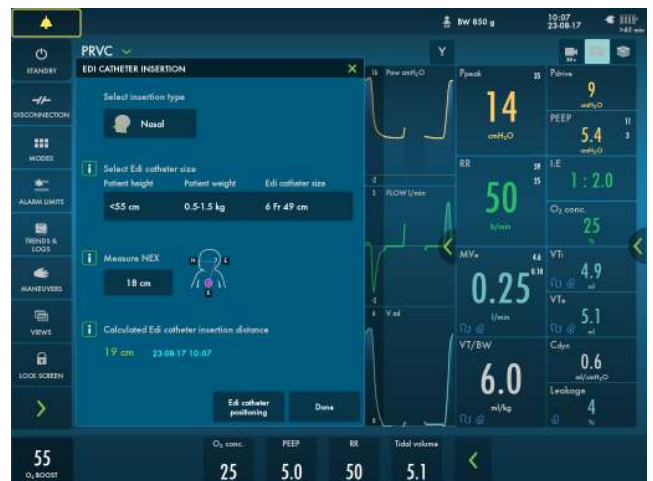 BW 850 g
10:07
23-08-17
>45 min
STANDBY
DISCONNECTION
MODES
ALARM LIMITS
TRENDS &
LOGS
MANEUVERS
VIEWS
LOCK SCREEN
55
O₂ BOOST
PRVC
EDI CATHETER INSERTION
Select insertion type
Nasal
Select Edi catheter size
Patient height Patient weight Edi catheter size
<55 cm 0.5-1.5 kg 6 Fr 49 cm
Measure NEX
18 cm
N E
X
Calculated Edi catheter insertion distance
19 cm 23-08-17 10:07
Edi catheter
positioning
Done
Y
Paw cmH₂O
FLOW l/min
V ml
Ppeak 35
14
cmH₂O
Pdrive
9
cmH₂O
PEEP 11
5.4 3
cmH₂O
RR
50
b/min
I:E
1 : 2.0
O₂ conc.
25
%
MVe
0.25
l/min
VTi
4.9
ml
VTe
5.1
ml
VT/BW
6.0
ml/kg
Cdyn
0.6
ml/cmH₂O
Leakage
4
%
O₂ conc. PEEP RR Tidal volume
25 5.0 50 5.1